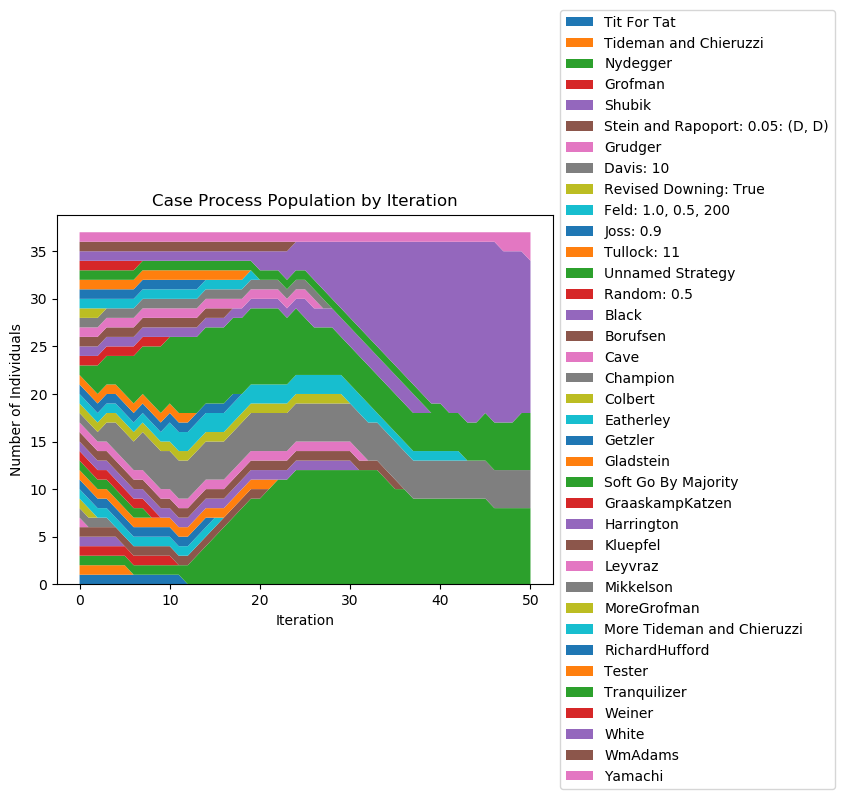 Case Process Population by Iteration
Number of Individuals
35
30
25
20
15
10
5
0
0 10 20 30 40 50
Iteration
Tit For Tat
Tideman and Chieruzzi
Nydegger
Grofman
Shubik
Stein and Rapoport: 0.05: (D, D)
Grudger
Davis: 10
Revised Downing: True
Feld: 1.0, 0.5, 200
Joss: 0.9
Tullock: 11
Unnamed Strategy
Random: 0.5
Black
Borufsen
Cave
Champion
Colbert
Eatherley
Getzler
Gladstein
Soft Go By Majority
GraaskampKatzen
Harrington
Kluepfel
Leyvraz
Mikkelson
MoreGrofman
More Tideman and Chieruzzi
RichardHufford
Tester
Tranquilizer
Weiner
White
WmAdams
Yamachi